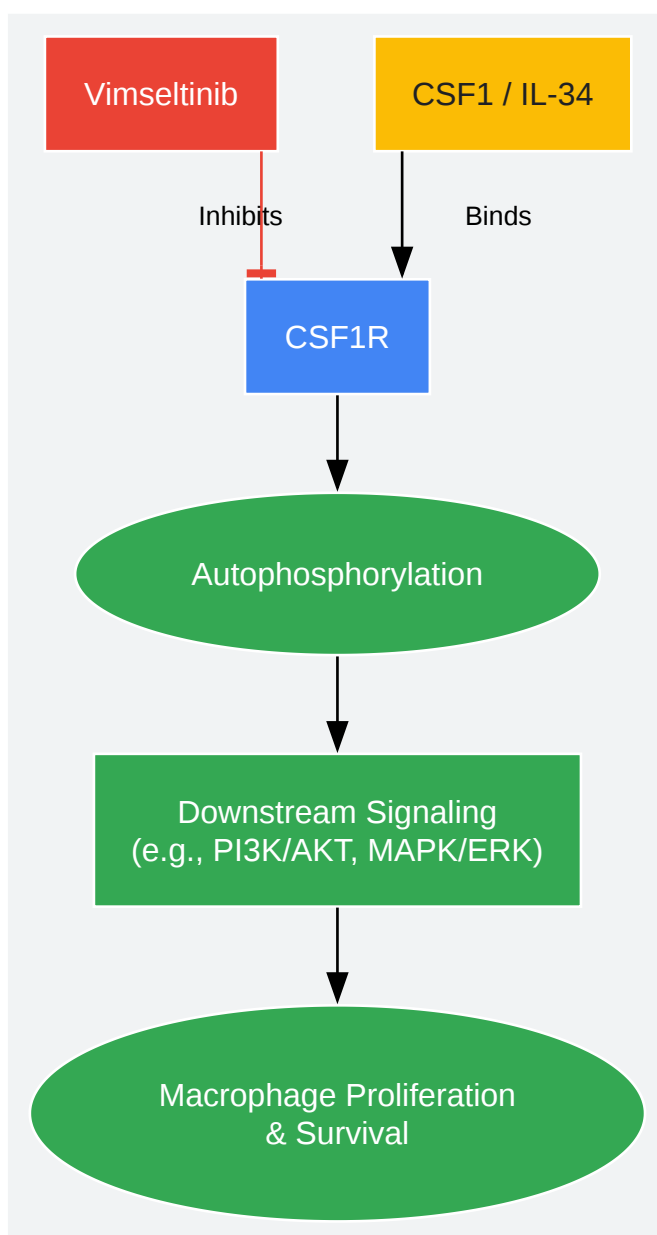 Vimseltinib
CSF1 / IL-34
Inhibits
Binds
CSF1R
Autophosphorylation
Downstream Signaling
(e.g., PI3K/AKT, MAPK/ERK)
Macrophage Proliferation
& Survival